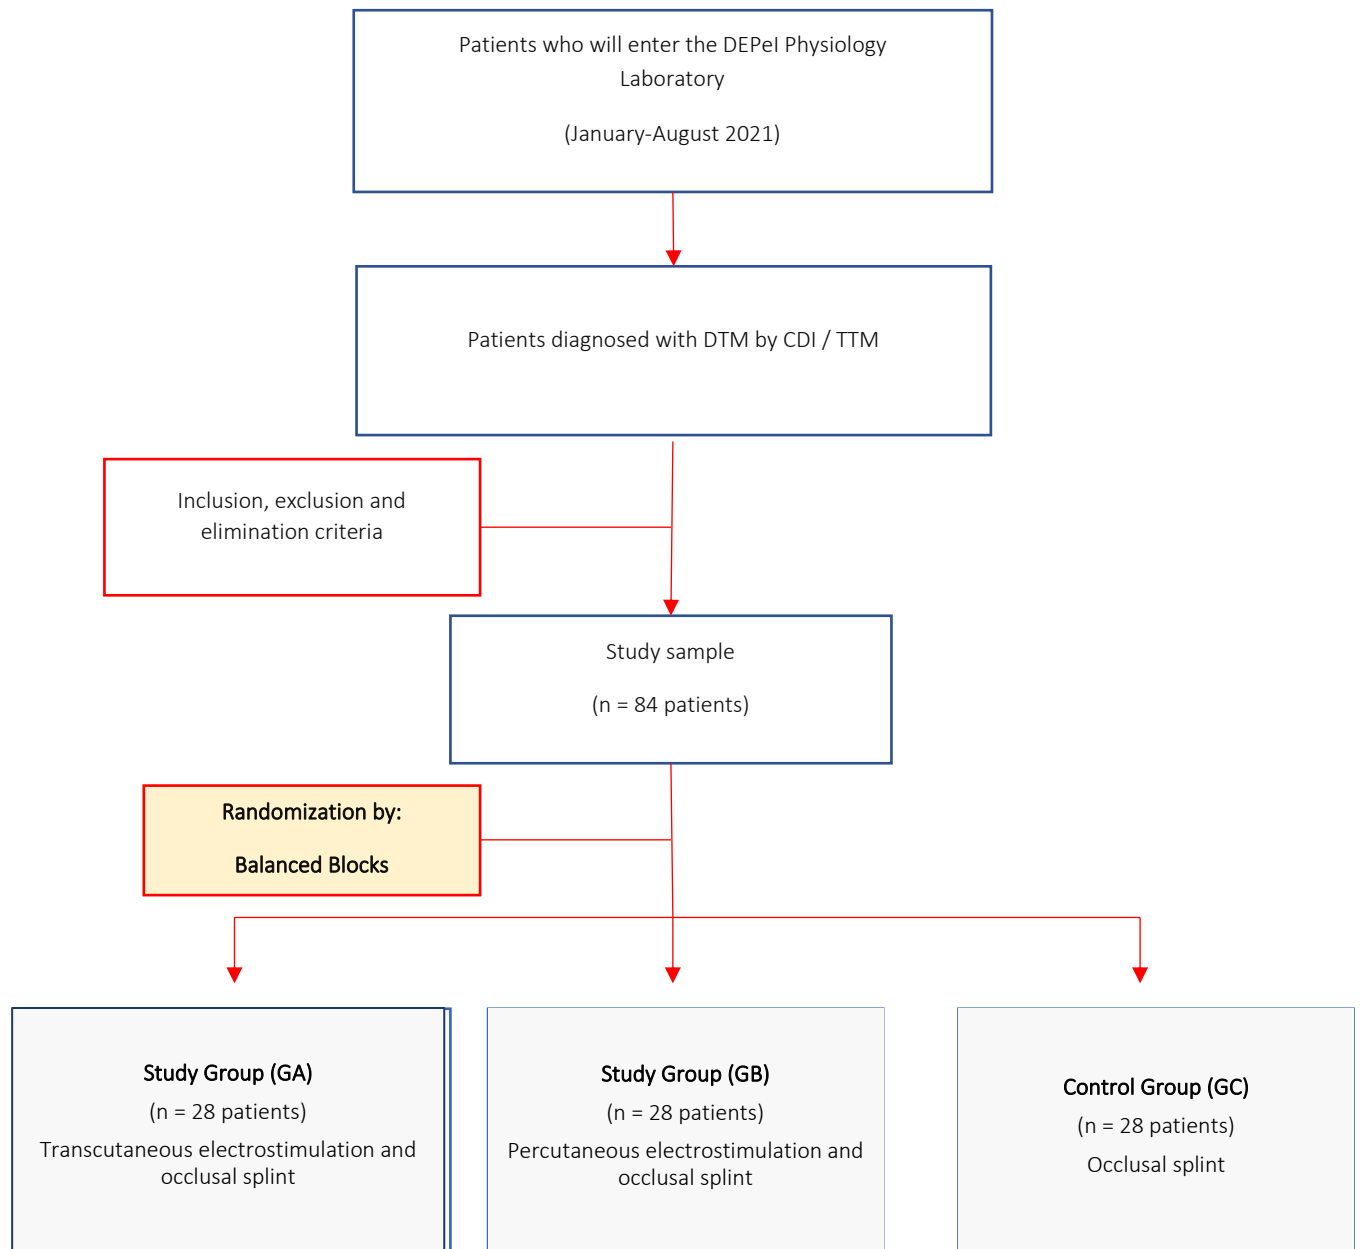 Patients who will enter the DEPeI Physiology
Laboratory
(January-August 2021)
Patients diagnosed with DTM by CDI / TTM
Inclusion, exclusion and
elimination criteria
Study sample
(n = 84 patients)
Randomization by:
Balanced Blocks
Study Group (GA)
(n = 28 patients)
Transcutaneous electrostimulation and
occlusal splint
Study Group (GB)
(n = 28 patients)
Percutaneous electrostimulation and
occlusal splint
Control Group (GC)
(n = 28 patients)
Occlusal splint